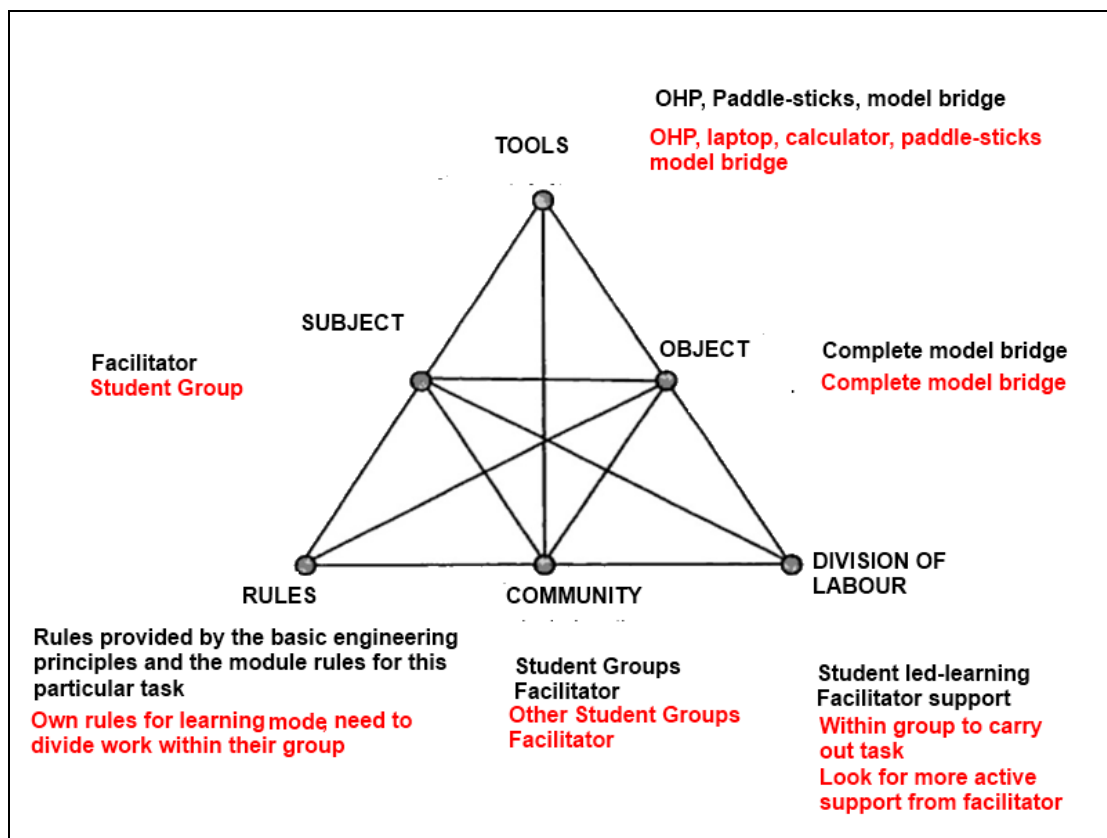 OHP, Paddle-sticks, model bridge
OHP, laptop, calculator, paddle-sticks
model bridge
TOOLS
SUBJECT
Facilitator
Student Group
OBJECT
Complete model bridge
Complete model bridge
RULES
Rules provided by the basic engineering
principles and the module rules for this
particular task
Own rules for learning mode, need to
divide work within their group
COMMUNITY
Student Groups
Facilitator
Other Student Groups
Facilitator
DIVISION OF
LABOUR
Student led-learning
Facilitator support
Within group to carry
out task
Look for more active
support from facilitator